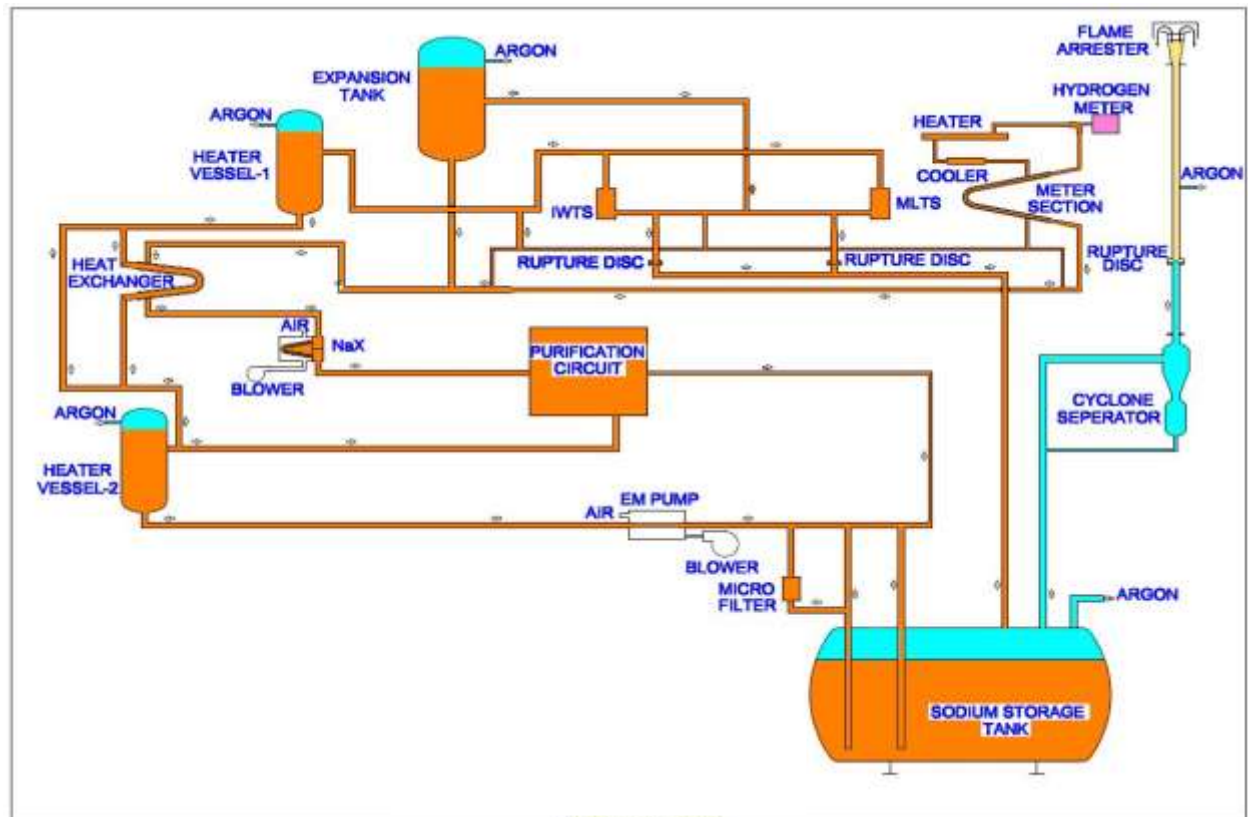 FLAME
ARRESTER
ARGON
EXPANSION
TANK
HYDROGEN
METER
ARGON
HEATER
HEATER
VESSEL-1
COOLER
ARGON
IWTS
MLTS
METER
SECTION
HEAT
EXCHANGER
RUPTURE DISC
RUPTURE DISC
RUPTURE
DISC
AIR
NaX
BLOWER
PURIFICATION
CIRCUIT
ARGON
CYCLONE
SEPERATOR
HEATER
VESSEL-2
EM PUMP
AIR
BLOWER
MICRO
FILTER
ARGON
SODIUM STORAGE
TANK